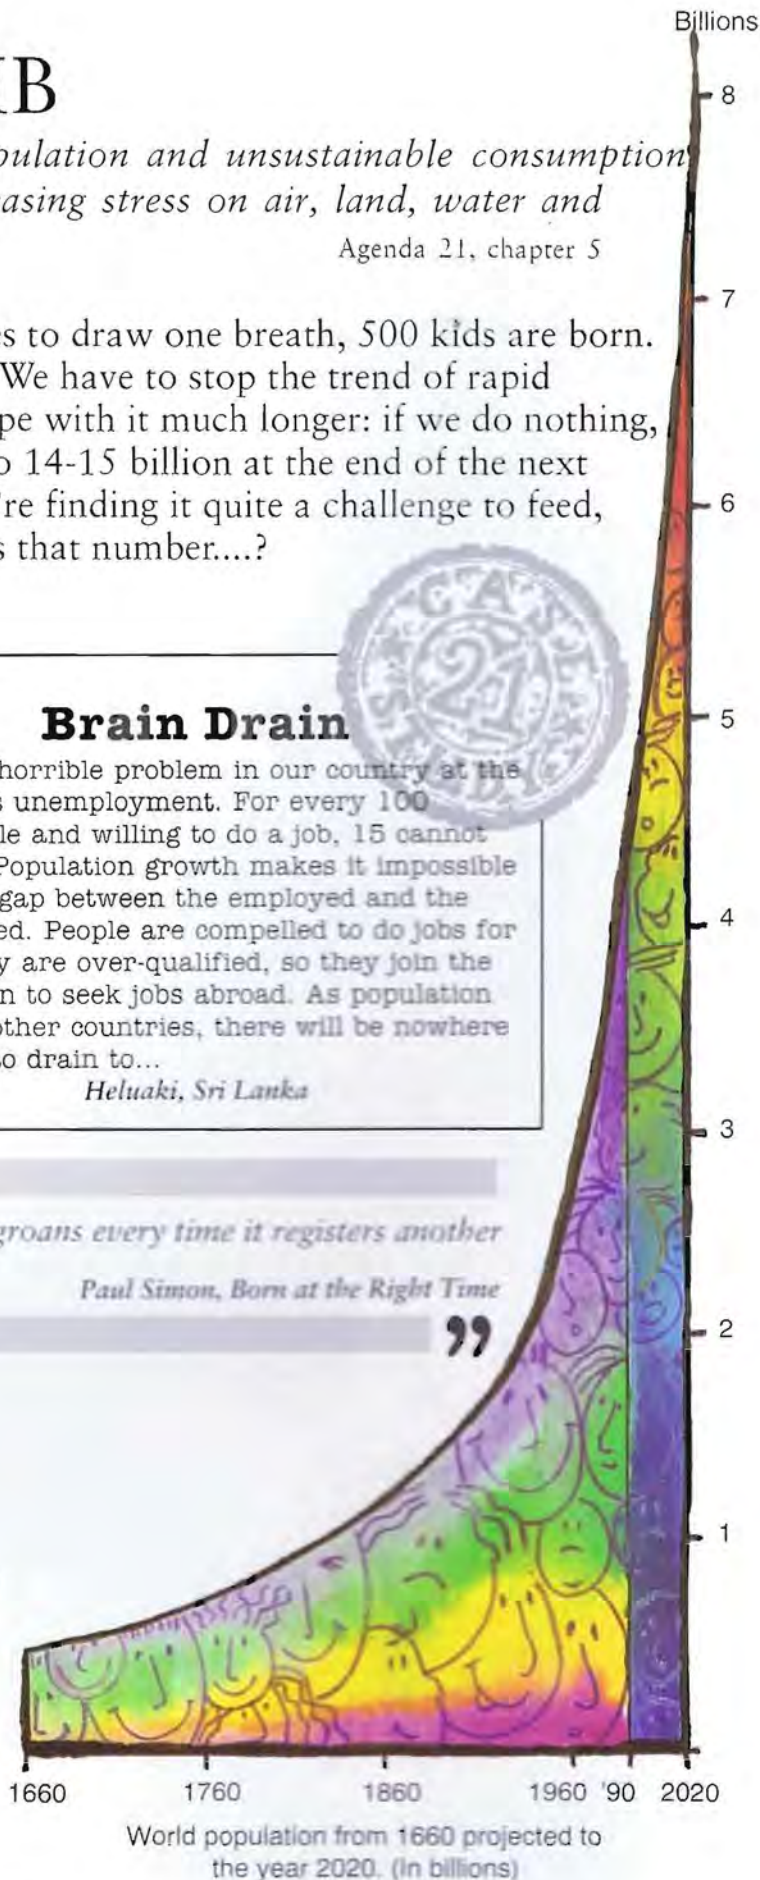 Billions
8
IB
pulation and unsustainable consumption
asing stress on air, land, water and
Agenda 21, chapter 5
7
s to draw one breath, 500 kids are born.
We have to stop the trend of rapid
pe with it much longer: if we do nothing,
o 14-15 billion at the end of the next
6
're finding it quite a challenge to feed,
s that number....?
CASE
21
STUDY
Brain Drain
5
horrible problem in our country at the
s unemployment. For every 100
le and willing to do a job, 15 cannot
Population growth makes it impossible
gap between the employed and the
ed. People are compelled to do jobs for
4
y are over-qualified, so they join the
n to seek jobs abroad. As population
other countries, there will be nowhere
o drain to...
Heluaki, Sri Lanka
3
groans every time it registers another
Paul Simon, Born at the Right Time
”
2
1
1660 1760 1860 1960 '90 2020
World population from 1660 projected to
the year 2020. (In billions)